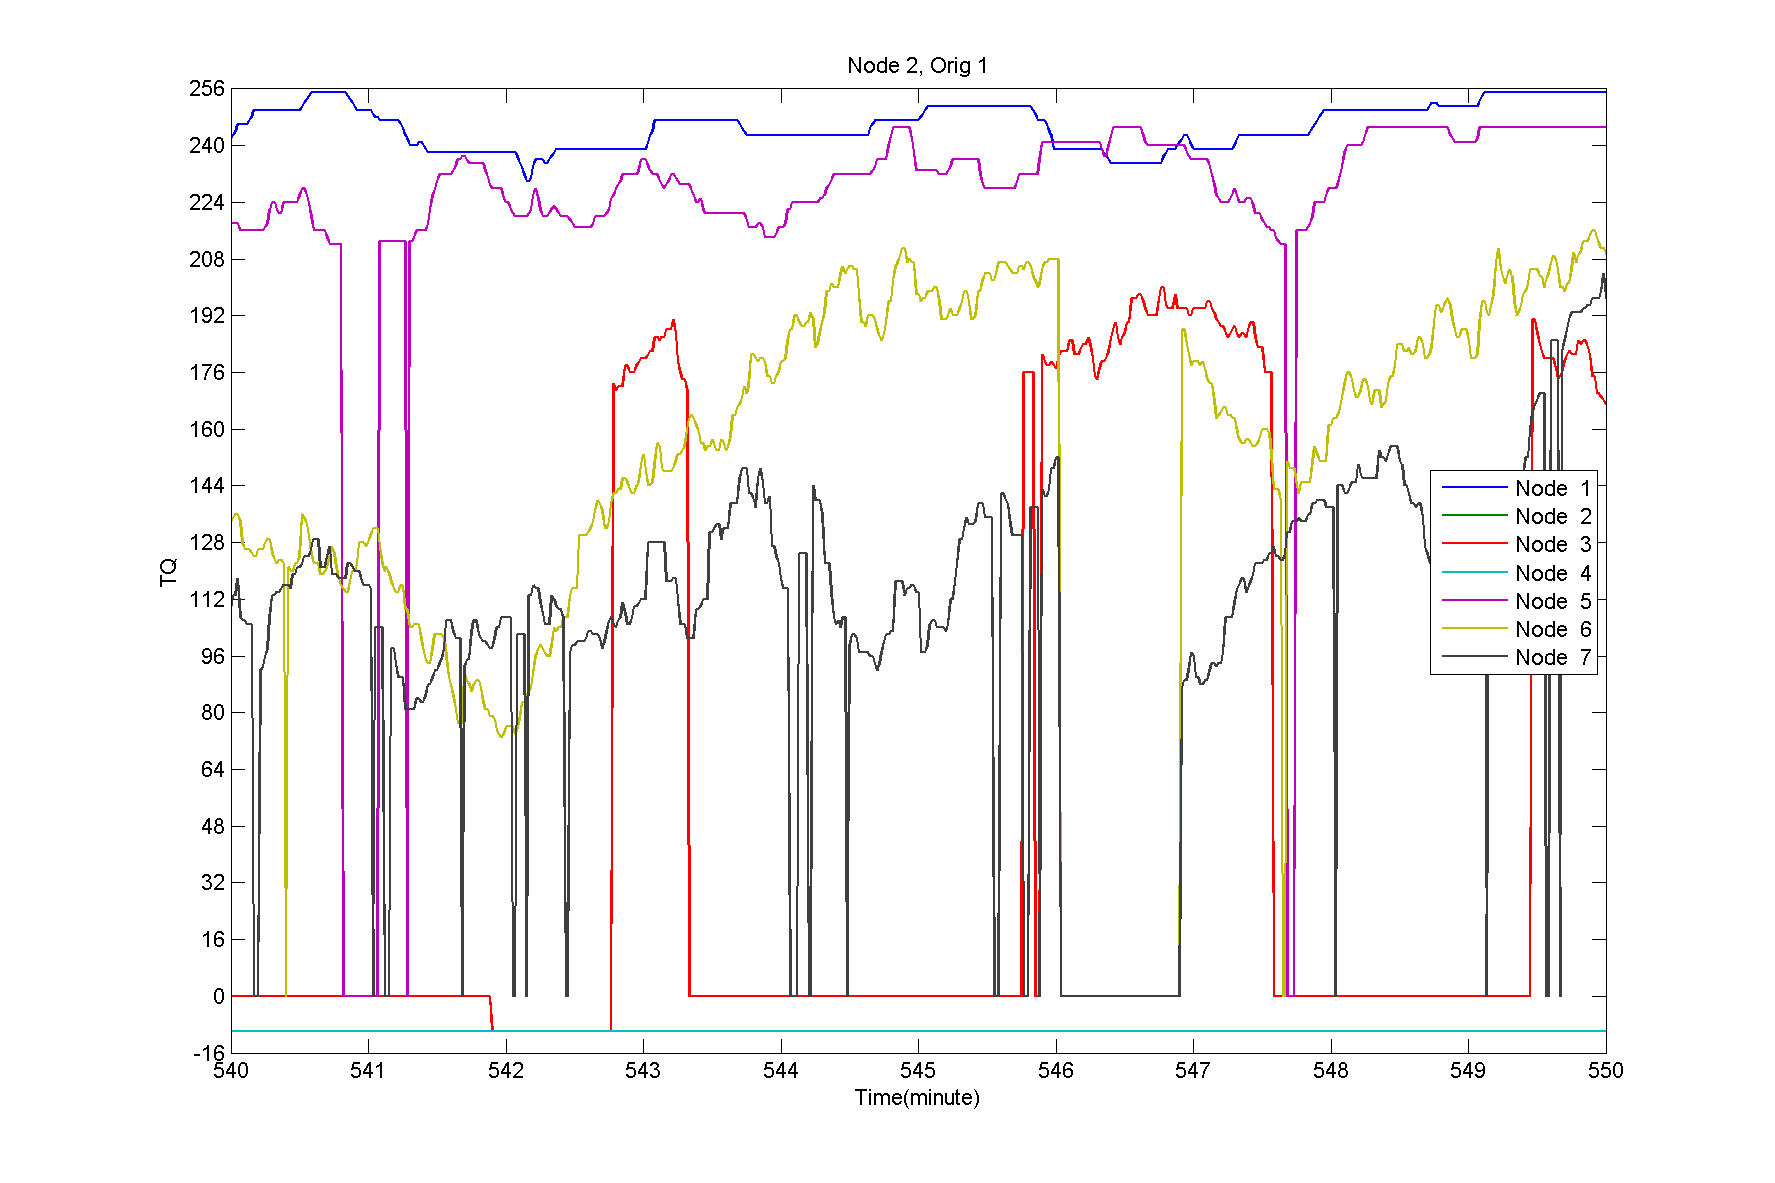 Node 2, Orig 1
256
240
224
208
192
176
160
144
128
112
96
80
64
48
32
16
0
-16
TQ
Node 1
Node 2
Node 3
Node 4
Node 5
Node 6
Node 7
540 541 542 543 544 545 546 547 548 549 550
Time(minute)